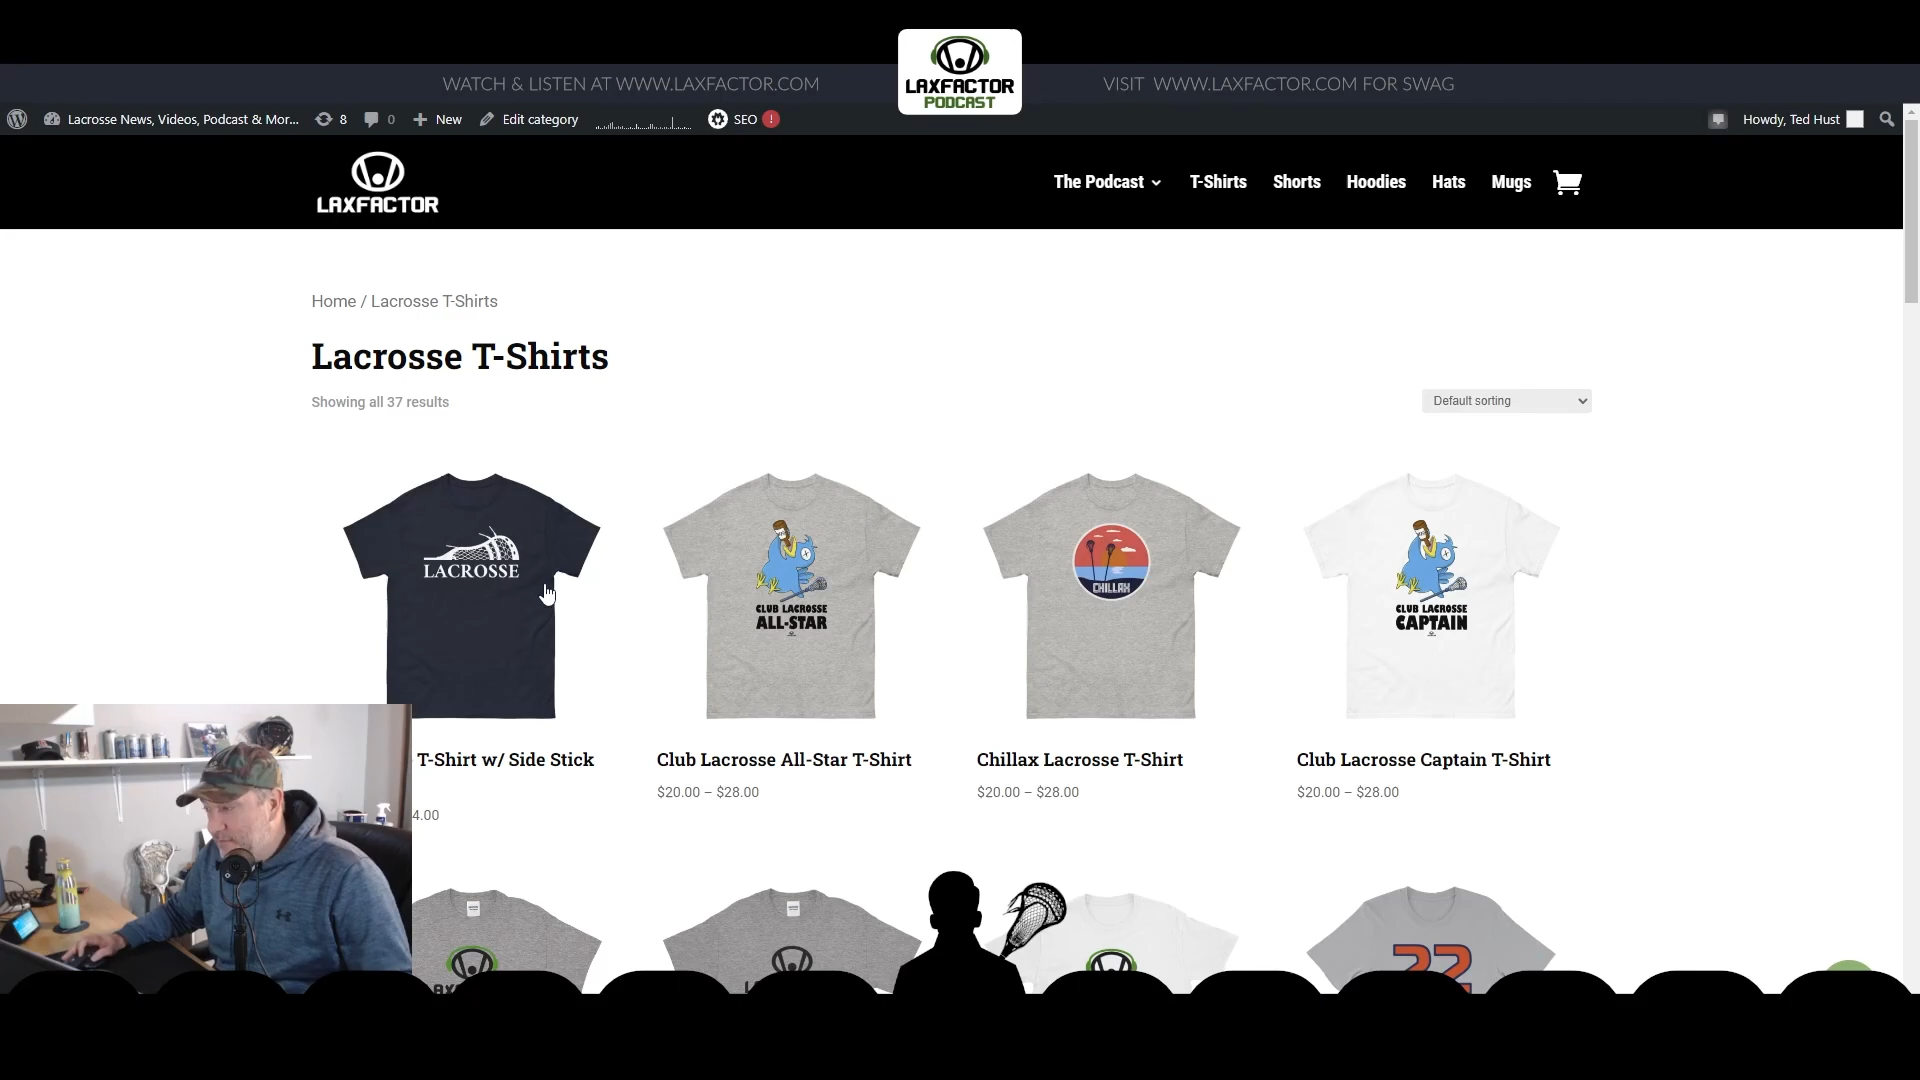 WATCH & LISTEN AT WWW.LAXFACTOR.COM
LAXFACTOR
PODCAST
VISIT WWW.LAXFACTOR.COM FOR SWAG
Lacrosse News, Videos, Podcast & Mor... 8 0 New Edit category SEO ! Howdy, Ted Hust
LAXFACTOR
The Podcast T-Shirts Shorts Hoodies Hats Mugs
Home / Lacrosse T-Shirts
Lacrosse T-Shirts
Showing all 37 results
Default sorting
LACROSSE
CLUB LACROSSE
ALL-STAR
CHILLAX
CLUB LACROSSE
CAPTAIN
T-Shirt w/ Side Stick
4.00
Club Lacrosse All-Star T-Shirt
$20.00 – $28.00
Chillax Lacrosse T-Shirt
$20.00 – $28.00
Club Lacrosse Captain T-Shirt
$20.00 – $28.00
22